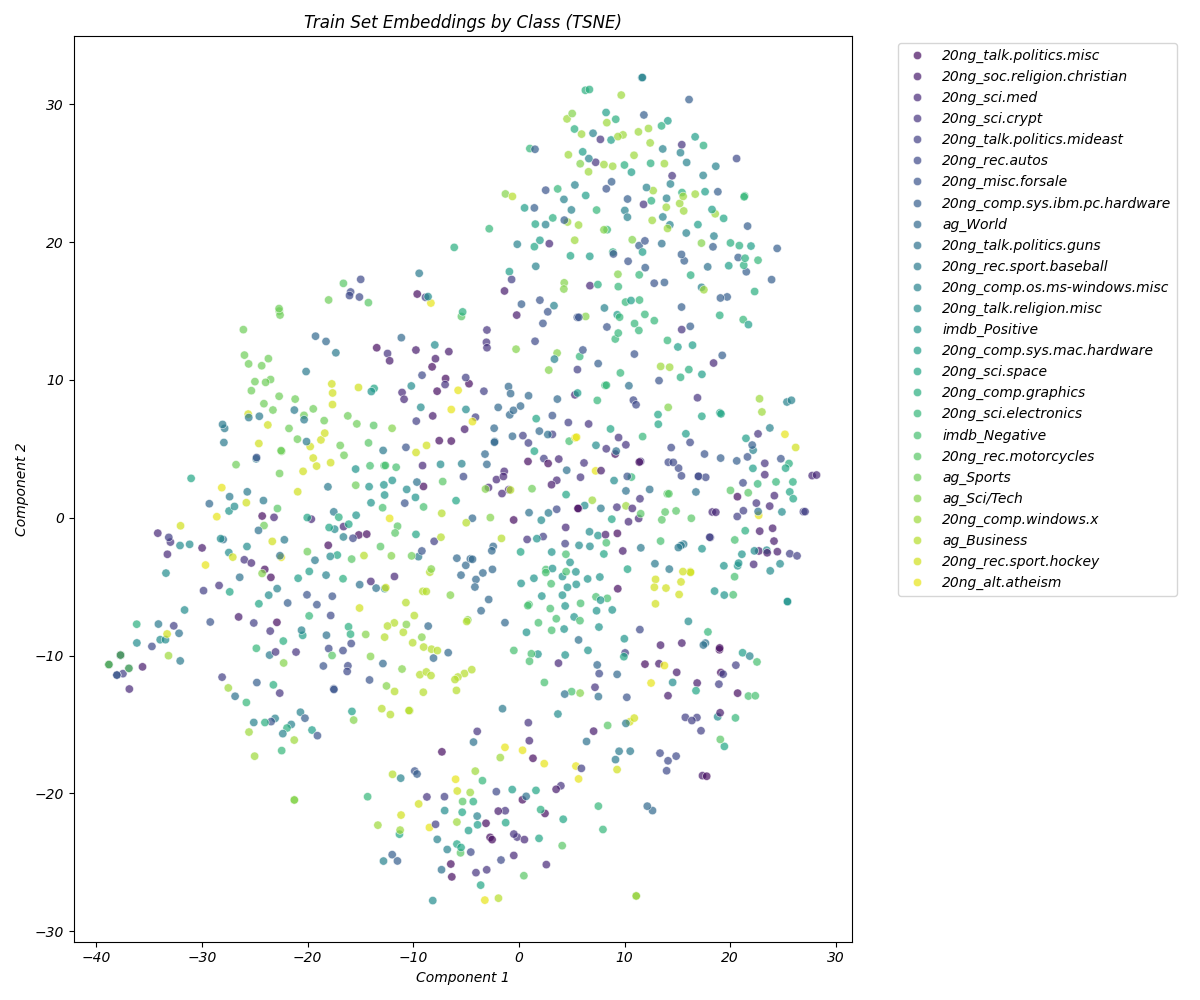 Train Set Embeddings by Class (TSNE)
30
20
10
0
−10
−20
−30
Component 2
−40
−30
−20
−10
0
10
20
30
Component 1
20ng_talk.politics.misc
20ng_soc.religion.christian
20ng_sci.med
20ng_sci.crypt
20ng_talk.politics.mideast
20ng_rec.autos
20ng_misc.forsale
20ng_comp.sys.ibm.pc.hardware
ag_World
20ng_talk.politics.guns
20ng_rec.sport.baseball
20ng_comp.os.ms-windows.misc
20ng_talk.religion.misc
imdb_Positive
20ng_comp.sys.mac.hardware
20ng_sci.space
20ng_comp.graphics
20ng_sci.electronics
imdb_Negative
20ng_rec.motorcycles
ag_Sports
ag_Sci/Tech
20ng_comp.windows.x
ag_Business
20ng_rec.sport.hockey
20ng_alt.atheism